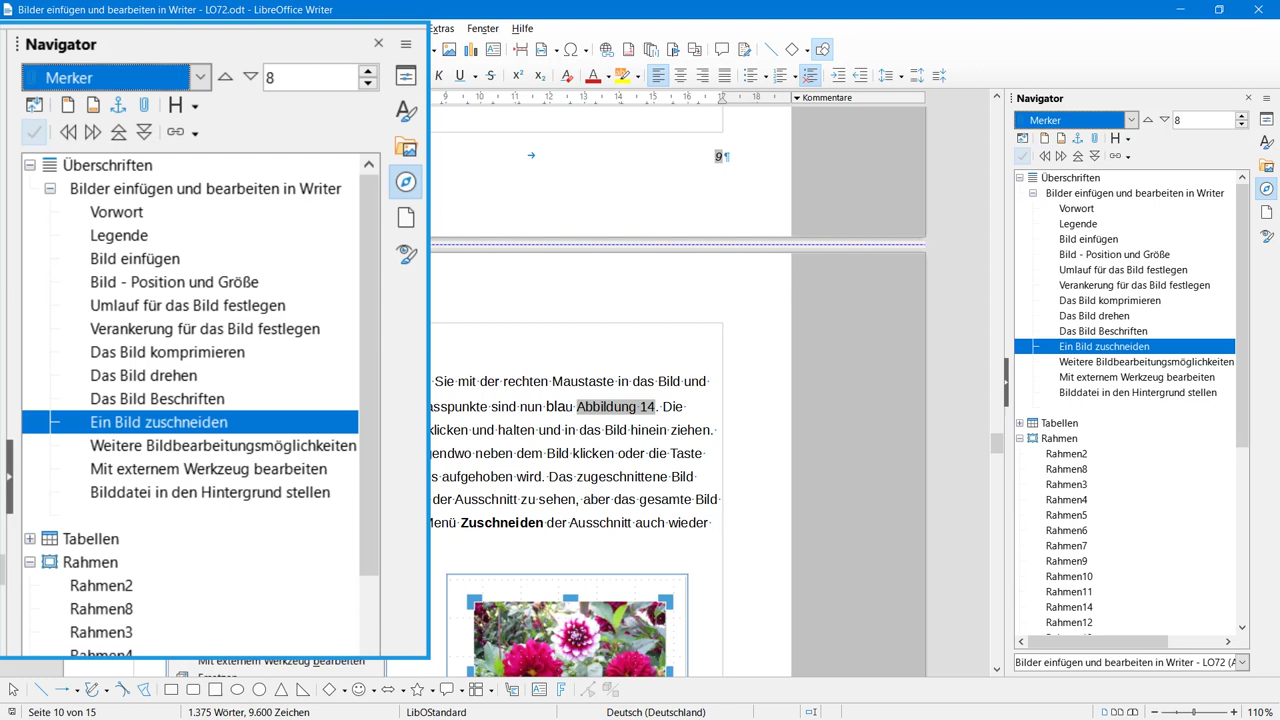 Bilder einfügen und bearbeiten in Writer - LO72.odt - LibreOffice Writer
Extras Fenster Hilfe
Navigator
Merker
8
Überschriften
Bilder einfügen und bearbeiten in Writer
Vorwort
Legende
Bild einfügen
Bild - Position und Größe
Umlauf für das Bild festlegen
Verankerung für das Bild festlegen
Das Bild komprimieren
Das Bild drehen
Das Bild Beschriften
Ein Bild zuschneiden
Weitere Bildbearbeitungsmöglichkeiten
Mit externem Werkzeug bearbeiten
Bilddatei in den Hintergrund stellen
Tabellen
Rahmen
Rahmen2
Rahmen8
Rahmen3
Rahmen4
9 10 11 12 13 14 15 16 17 18
Kommentare
9¶
Sie mit der rechten Maustaste in das Bild und
asspunkte sind nun blau Abbildung 14. Die
klicken und halten und in das Bild hinein ziehen.
gendwo neben dem Bild klicken oder die Taste
s aufgehoben wird. Das zugeschnittene Bild
der Ausschnitt zu sehen, aber das gesamte Bild
Menü Zuschneiden der Ausschnitt auch wieder
Mit externem Werkzeug bearbeiten
Navigator
Merker
8
Überschriften
Bilder einfügen und bearbeiten in Writer
Vorwort
Legende
Bild einfügen
Bild - Position und Größe
Umlauf für das Bild festlegen
Verankerung für das Bild festlegen
Das Bild komprimieren
Das Bild drehen
Das Bild Beschriften
Ein Bild zuschneiden
Weitere Bildbearbeitungsmöglichkeiten
Mit externem Werkzeug bearbeiten
Bilddatei in den Hintergrund stellen
Tabellen
Rahmen
Rahmen2
Rahmen8
Rahmen3
Rahmen4
Rahmen5
Rahmen6
Rahmen7
Rahmen9
Rahmen10
Rahmen11
Rahmen14
Rahmen12
Bilder einfügen und bearbeiten in Writer - LO72 (A
Seite 10 von 15
1.375 Wörter, 9.600 Zeichen
LibOStandard
Deutsch (Deutschland)
110%